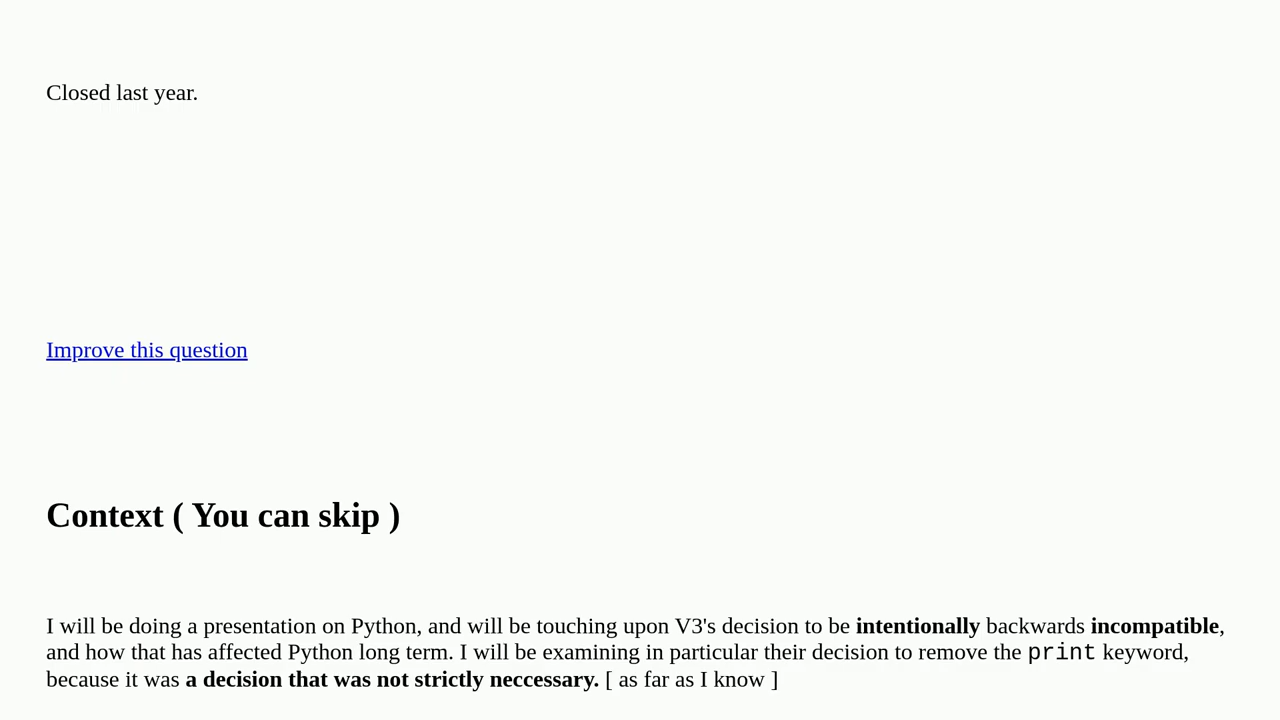 Closed last year.
Improve this question
Context ( You can skip )
I will be doing a presentation on Python, and will be touching upon V3's decision to be intentionally backwards incompatible,
and how that has affected Python long term. I will be examining in particular their decision to remove the print keyword,
because it was a decision that was not strictly neccessary. [ as far as I know ]